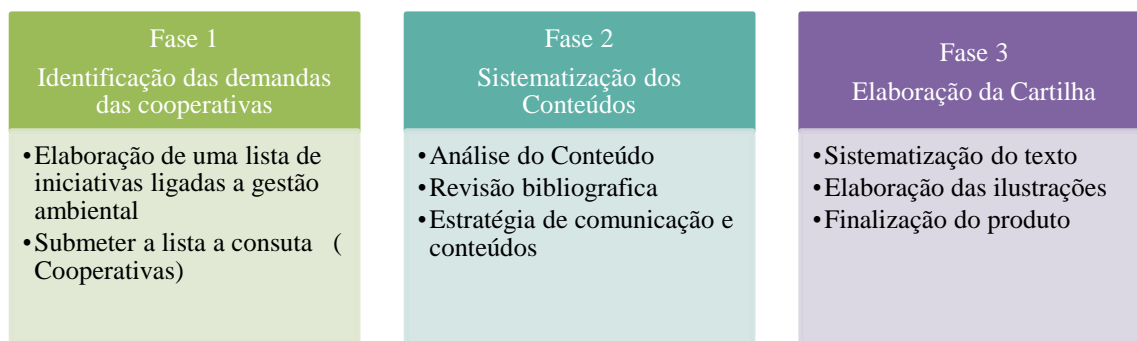 Fase 1
Identificação das demandas
das cooperativas
•Elaboração de uma lista de
iniciativas ligadas a gestão
ambiental
•Submeter a lista a consuta (
Cooperativas)
Fase 2
Sistematização dos
Conteúdos
•Análise do Conteúdo
•Revisão bibliografica
•Estratégia de comunicação e
conteúdos
Fase 3
Elaboração da Cartilha
•Sistematização do texto
•Elaboração das ilustrações
•Finalização do produto